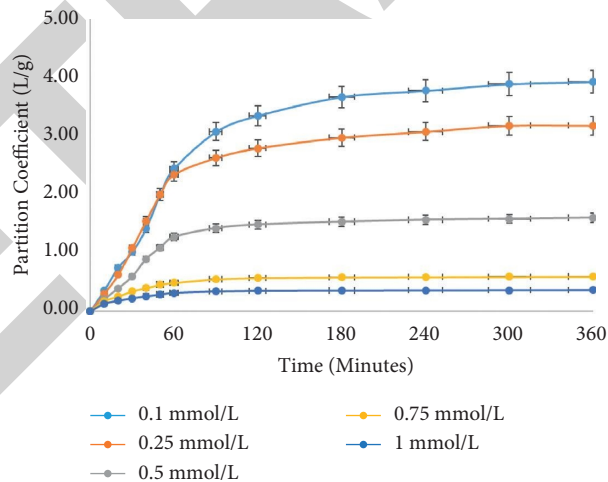 5.00
4.00
3.00
2.00
1.00
0.00
Partition Coefficient (L/g)
0 60 120 180 240 300 360
Time (Minutes)
0.1 mmol/L 0.75 mmol/L
0.25 mmol/L 1 mmol/L
0.5 mmol/L